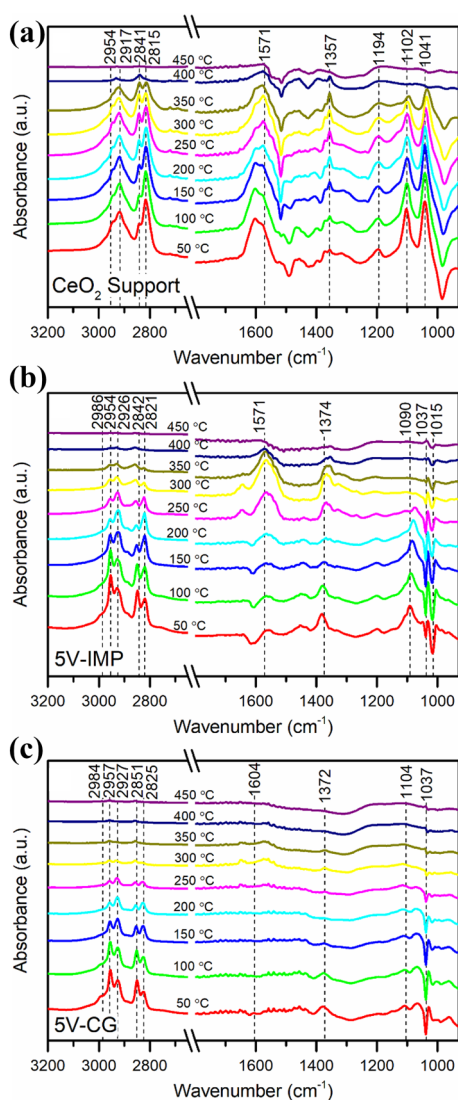 (a)
2954
2917
2841
2815
1571
1357
1194
1102
1041
450 °C
400 °C
350 °C
300 °C
250 °C
200 °C
150 °C
100 °C
50 °C
Absorbance (a.u.)
CeO₂ Support
3200 3000 2800 1600 1400 1200 1000
Wavenumber (cm⁻¹)
(b)
2986
2954
2926
2842
2821
1571
1374
1090
1037
1015
450 °C
400 °C
350 °C
300 °C
250 °C
200 °C
150 °C
100 °C
50 °C
Absorbance (a.u.)
5V-IMP
3200 3000 2800 1600 1400 1200 1000
Wavenumber (cm⁻¹)
(c)
2984
2957
2927
2851
2825
1604
1372
1104
1037
450 °C
400 °C
350 °C
300 °C
250 °C
200 °C
150 °C
100 °C
50 °C
Absorbance (a.u.)
5V-CG
3200 3000 2800 1600 1400 1200 1000
Wavenumber (cm⁻¹)